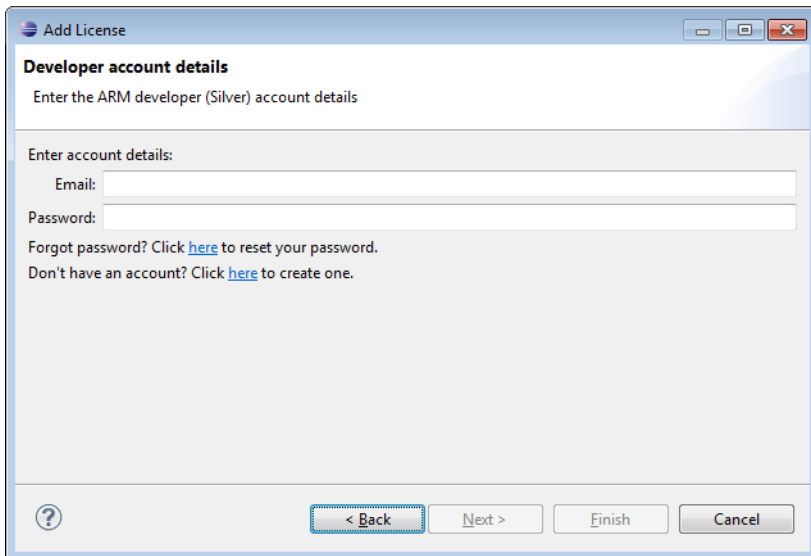 Add License
Developer account details
Enter the ARM developer (Silver) account details
Enter account details:
Email:
Password:
Forgot password? Click here to reset your password.
Don't have an account? Click here to create one.
? < Back Next > Finish Cancel